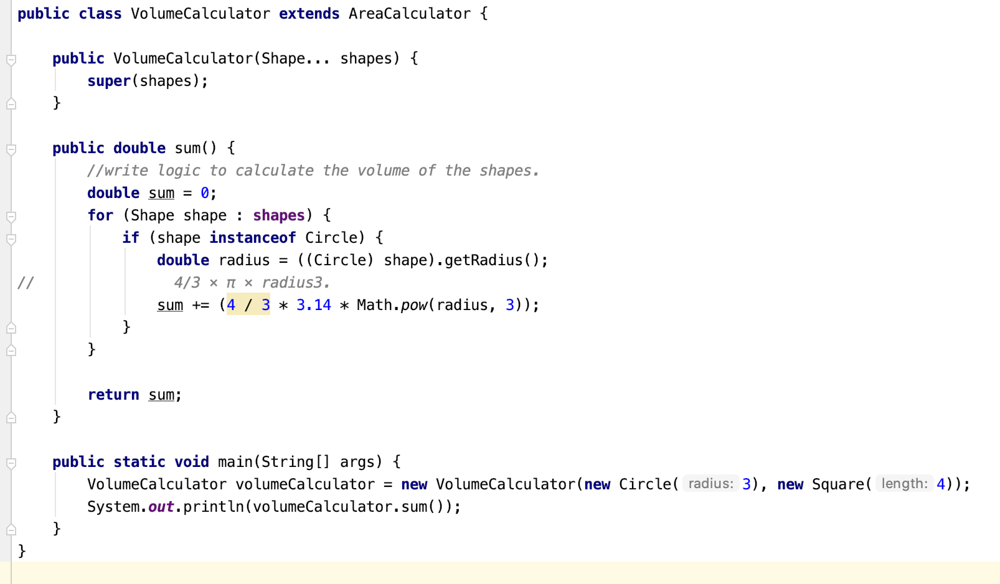 public class VolumeCalculator extends AreaCalculator {
public VolumeCalculator(Shape... shapes) {
super(shapes);
}
public double sum() {
//write logic to calculate the volume of the shapes.
double sum = 0;
for (Shape shape : shapes) {
if (shape instanceof Circle) {
double radius = ((Circle) shape).getRadius();
// 4/3 × π × radius3.
sum += (4 / 3 * 3.14 * Math.pow(radius, 3));
}
}
return sum;
}
public static void main(String[] args) {
VolumeCalculator volumeCalculator = new VolumeCalculator(new Circle( radius: 3), new Square( length: 4));
System.out.println(volumeCalculator.sum());
}
}